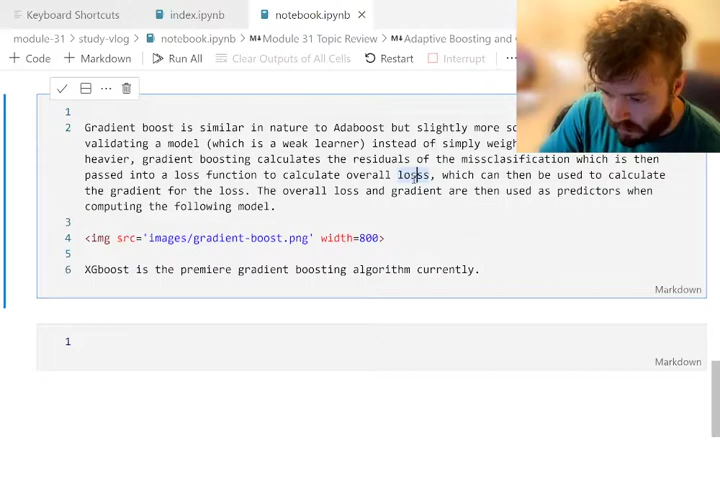 Keyboard Shortcuts
index.ipynb
notebook.ipynb
module-31 > study-vlog > notebook.ipynb > Module 31 Topic Review > Adaptive Boosting and
+ Code + Markdown Run All Clear Outputs of All Cells Restart Interrupt ...
1
2 Gradient boost is similar in nature to Adaboost but slightly more
validating a model (which is a weak learner) instead of simply
heavier, gradient boosting calculates the residuals of the missclasification which is then
passed into a loss function to calculate overall losss, which can then be used to calculate
the gradient for the loss. The overall loss and gradient are then used as predictors when
computing the following model.
3
4 <img src='images/gradient-boost.png' width=800>
5
6 XGboost is the premiere gradient boosting algorithm currently.
Markdown
1
Markdown